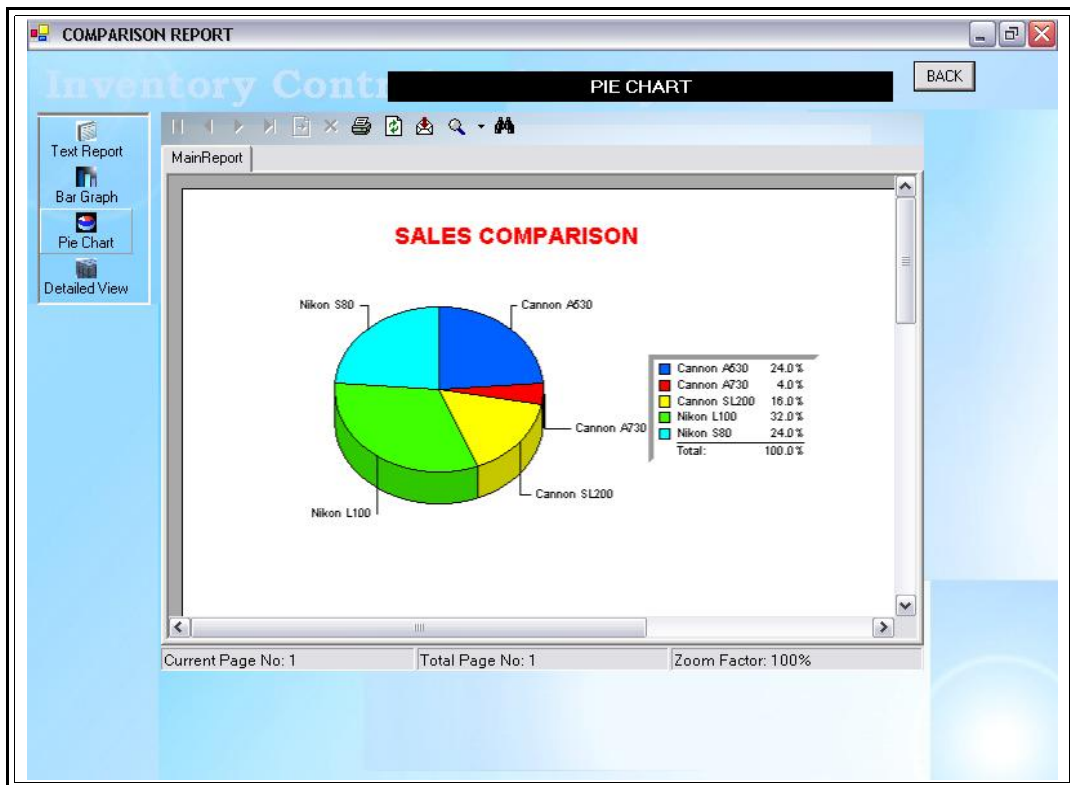 COMPARISON REPORT
Inventory Contr
PIE CHART
BACK
Text Report
Bar Graph
Pie Chart
Detailed View
MainReport
SALES COMPARISON
Nikon S80
Cannon A530
Cannon A730
Cannon SL200
Nikon L100
Cannon A530 24.0%
Cannon A730 4.0%
Cannon SL200 16.0%
Nikon L100 32.0%
Nikon S80 24.0%
Total: 100.0%
Current Page No: 1
Total Page No: 1
Zoom Factor: 100%